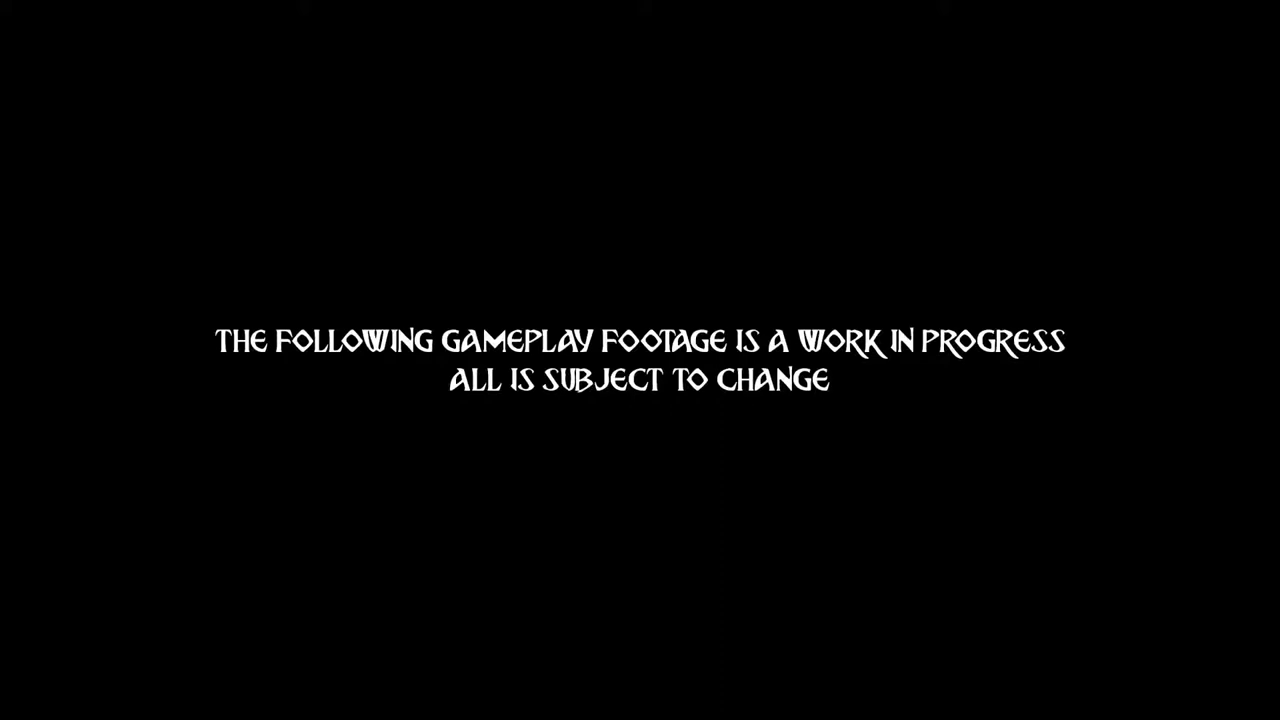 THE FOLLOWING GAMEPLAY FOOTAGE IS A WORK IN PROGRESS
ALL IS SUBJECT TO CHANGE